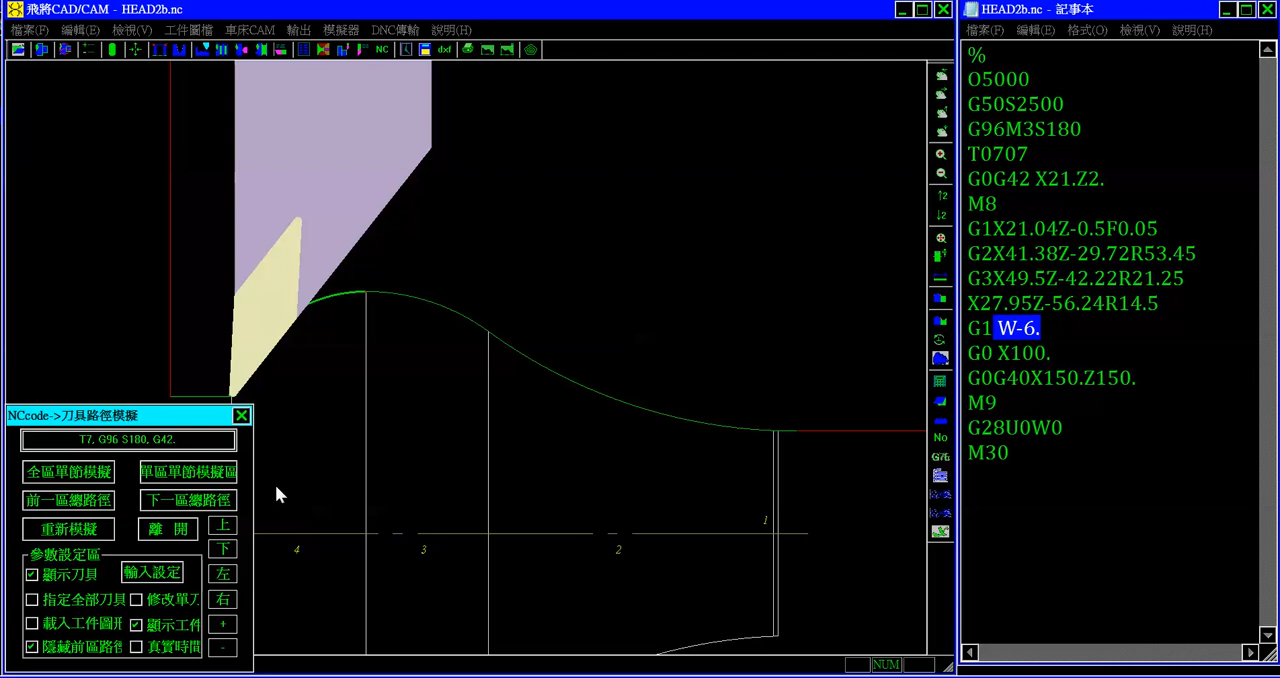 飛將CAD/CAM - HEAD2b.nc
檔案(F) 編輯(E) 檢視(V) 工件圖檔 車床CAM 輸出 模擬器 DNC傳輸 說明(H)
NC dxf
1
4 3 2
2
2
No
G76
NCcode->刀具路徑模擬
T7, G96 S180, G42.
全區單節模擬 單區單節模擬區
前一區總路徑 下一區總路徑
重新模擬 離 開 上
參數設定區 下
顯示刀具 輸入設定 左
指定全部刀具 修改單刀 右
載入工件圖形 顯示工件 +
隱藏前區路徑 真實時間 -
NUM
HEAD2b.nc - 記事本
檔案(F) 編輯(E) 格式(O) 檢視(V) 說明(H)
%
O5000
G50S2500
G96M3S180
T0707
G0G42 X21.Z2.
M8
G1X21.04Z-0.5F0.05
G2X41.38Z-29.72R53.45
G3X49.5Z-42.22R21.25
X27.95Z-56.24R14.5
G1 W-6.
G0 X100.
G0G40X150.Z150.
M9
G28U0W0
M30